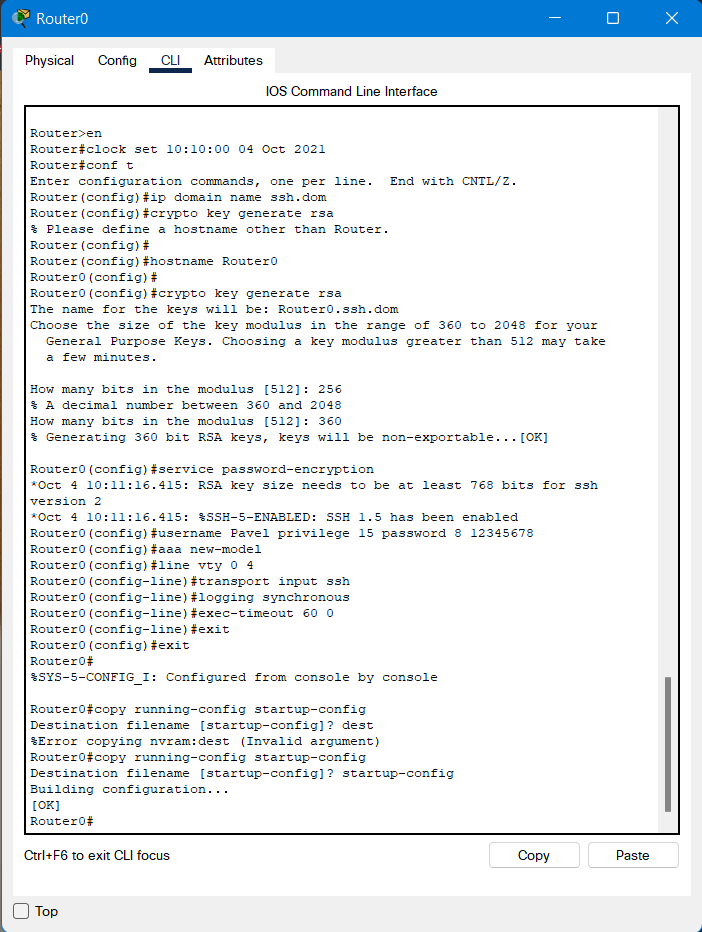 Router0
Physical Config CLI Attributes
IOS Command Line Interface
Router>en
Router#clock set 10:10:00 04 Oct 2021
Router#conf t
Enter configuration commands, one per line.  End with CNTL/Z.
Router(config)#ip domain name ssh.dom
Router(config)#crypto key generate rsa
% Please define a hostname other than Router.
Router(config)#
Router(config)#hostname Router0
Router0(config)#
Router0(config)#crypto key generate rsa
The name for the keys will be: Router0.ssh.dom
Choose the size of the key modulus in the range of 360 to 2048 for your
  General Purpose Keys. Choosing a key modulus greater than 512 may take
  a few minutes.
How many bits in the modulus [512]: 256
% A decimal number between 360 and 2048
How many bits in the modulus [512]: 360
% Generating 360 bit RSA keys, keys will be non-exportable...[OK]
Router0(config)#service password-encryption
*Oct 4 10:11:16.415: RSA key size needs to be at least 768 bits for ssh
version 2
*Oct 4 10:11:16.415: %SSH-5-ENABLED: SSH 1.5 has been enabled
Router0(config)#username Pavel privilege 15 password 8 12345678
Router0(config)#aaa new-model
Router0(config)#line vty 0 4
Router0(config-line)#transport input ssh
Router0(config-line)#logging synchronous
Router0(config-line)#exec-timeout 60 0
Router0(config-line)#exit
Router0(config)#exit
Router0#
%SYS-5-CONFIG_I: Configured from console by console
Router0#copy running-config startup-config
Destination filename [startup-config]? dest
%Error copying nvram:dest (Invalid argument)
Router0#copy running-config startup-config
Destination filename [startup-config]? startup-config
Building configuration...
[OK]
Router0#
Ctrl+F6 to exit CLI focus
Copy Paste
Top